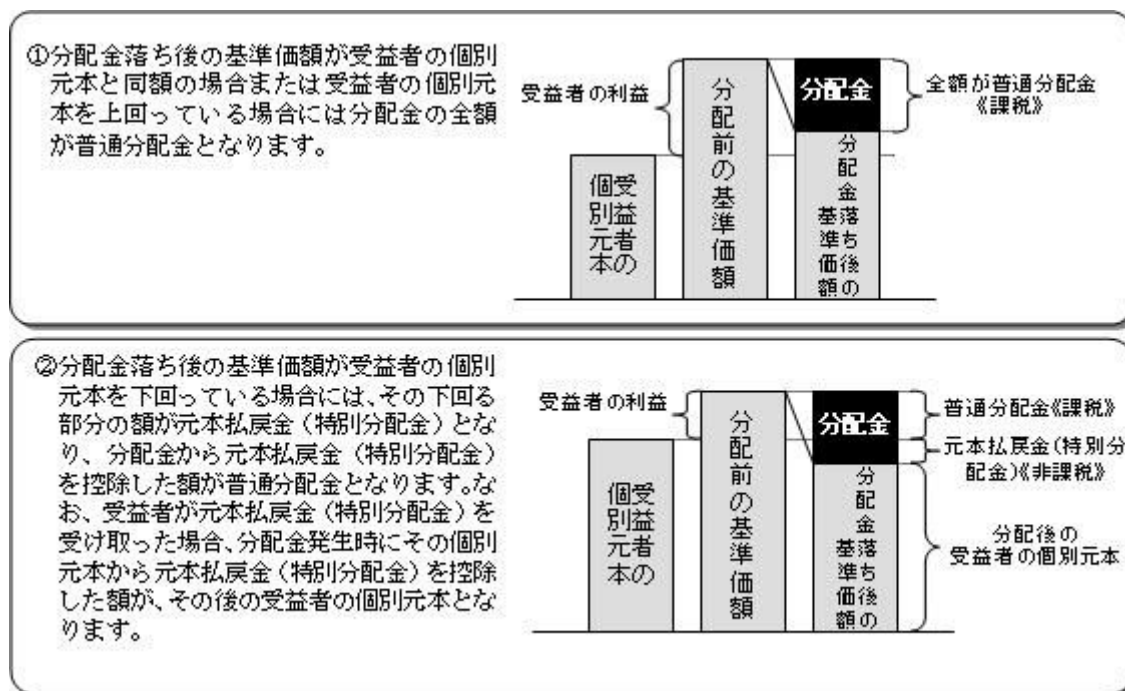 ①分配金落ち後の基準価額が受益者の個別
元本と同額の場合または受益者の個別元
本を上回っている場合には分配金の全額
が普通分配金となります。
受益者の利益
受益者の
個別元本
分配前の基準価額
分配金
分配金落ち後の
基準価額
全額が普通分配金
《課税》
②分配金落ち後の基準価額が受益者の個別
元本を下回っている場合には、その下回る
部分の額が元本払戻金（特別分配金）とな
り、分配金から元本払戻金（特別分配金）
を控除した額が普通分配金となります。な
お、受益者が元本払戻金（特別分配金）を
受け取った場合、分配金発生時にその個別
元本から元本払戻金（特別分配金）を控除
した額が、その後の受益者の個別元本とな
ります。
受益者の利益
受益者の
個別元本
分配前の基準価額
分配金
分配金落ち後の
基準価額
普通分配金《課税》
元本払戻金（特別分
配金）《非課税》
分配後の
受益者の個別元本